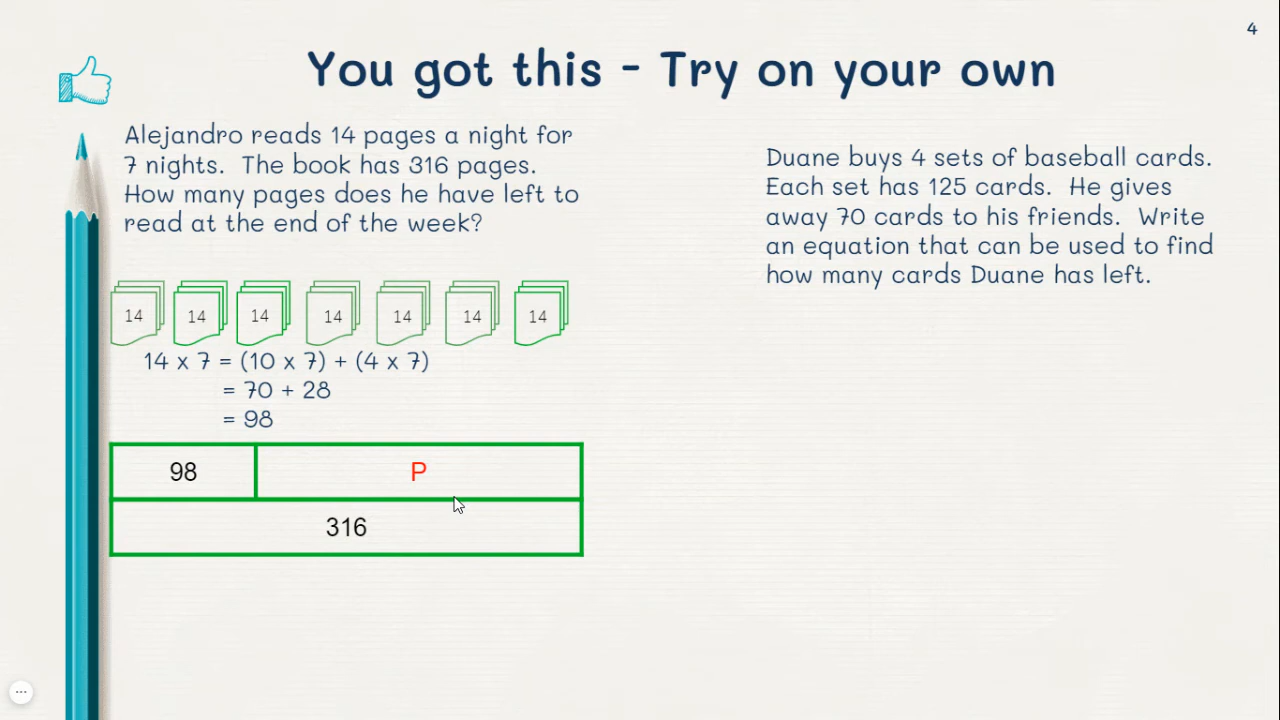 4
You got this - Try on your own
Alejandro reads 14 pages a night for
7 nights.  The book has 316 pages.
How many pages does he have left to
read at the end of the week?
14 14 14 14 14 14 14
14 x 7 = (10 x 7) + (4 x 7)
= 70 + 28
= 98
98 P
316
Duane buys 4 sets of baseball cards.
Each set has 125 cards.  He gives
away 70 cards to his friends.  Write
an equation that can be used to find
how many cards Duane has left.